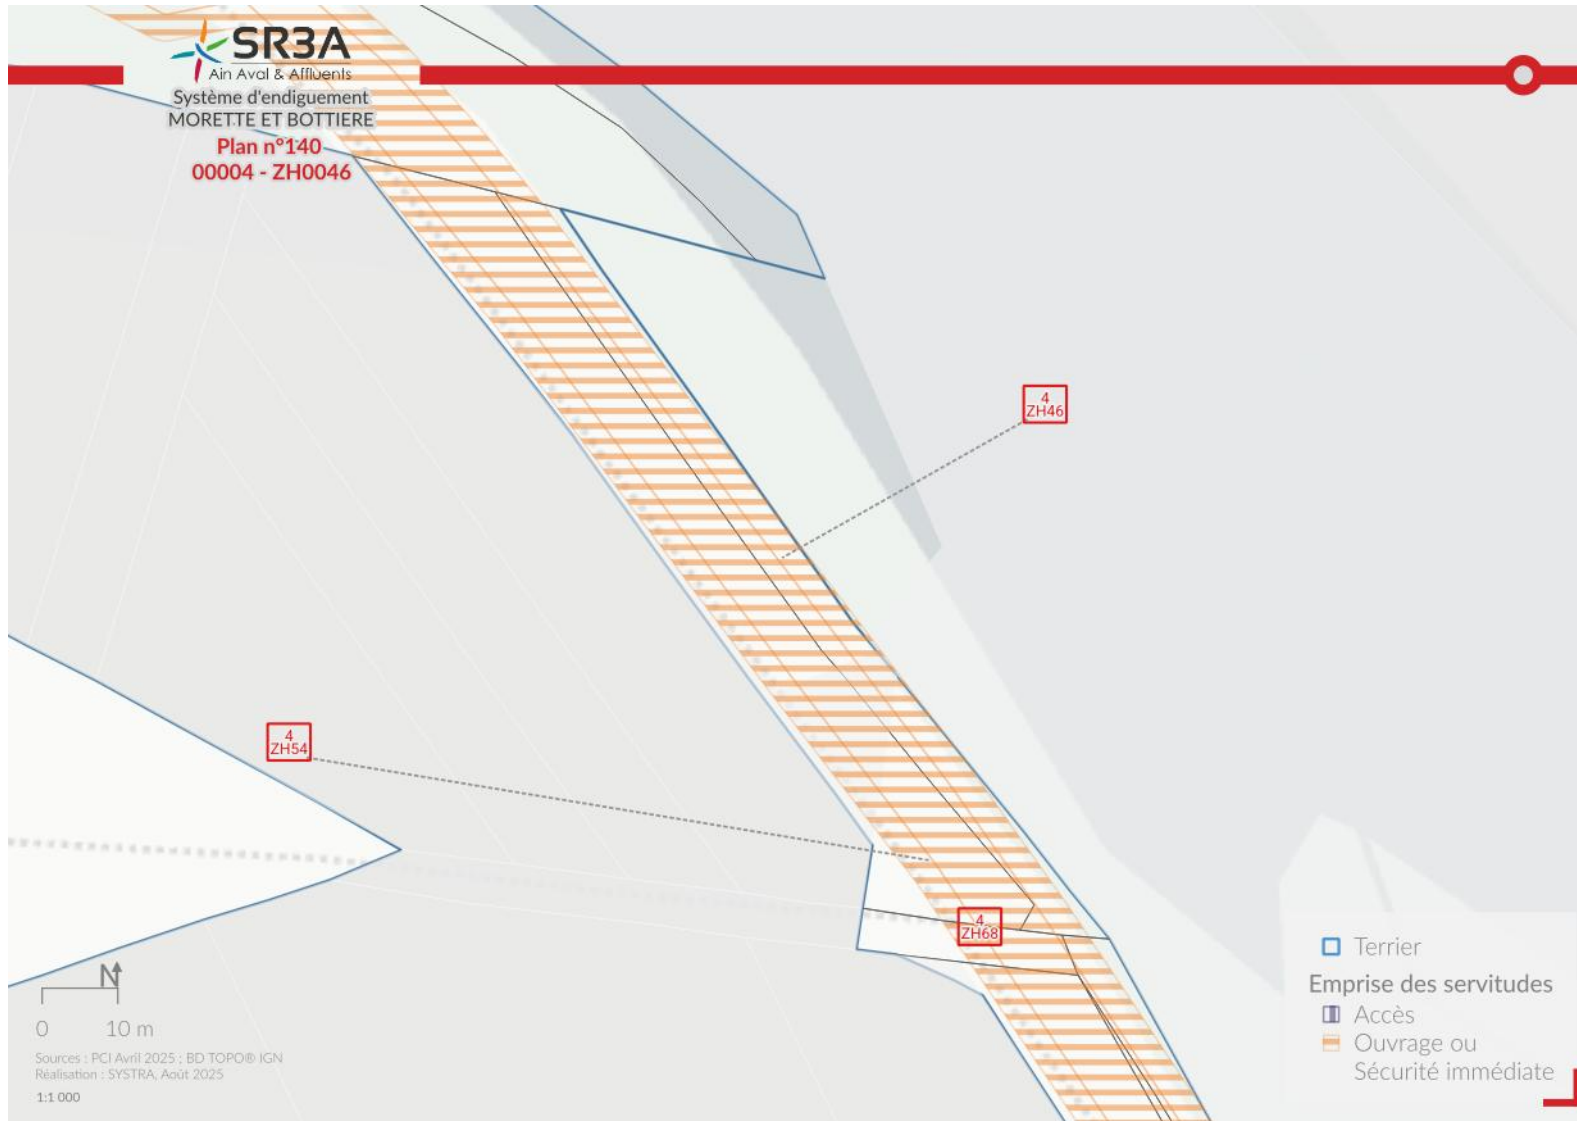 SR3A
Ain Aval & Affluents
Système d'endiguement
MORETTE ET BOTTIERE
Plan n°140
00004 - ZH0046
4
ZH46
4
ZH54
4
ZH68
N
0 10 m
Sources : PCI Avril 2025 ; BD TOPO® IGN
Réalisation : SYSTRA, Août 2025
1:1 000
Terrier
Emprise des servitudes
Accès
Ouvrage ou
Sécurité immédiate